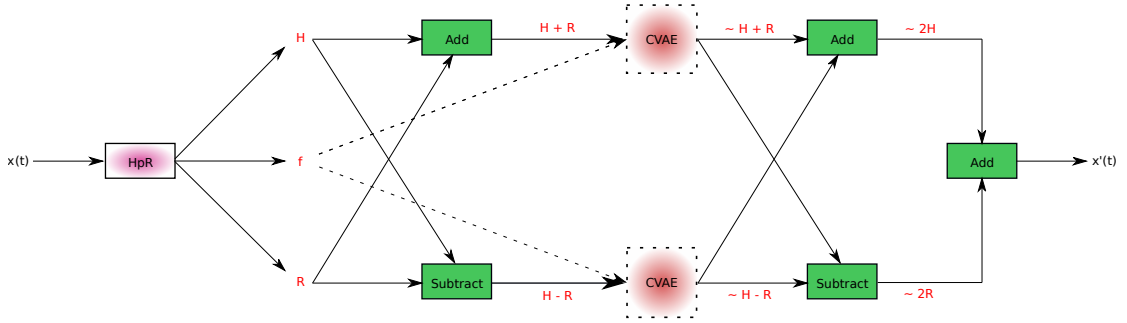 H
Add
H + R
CVAE
~ H + R
Add
~ 2H
x(t)
HpR
f
Add
x'(t)
R
Subtract
H - R
CVAE
~ H - R
Subtract
~ 2R